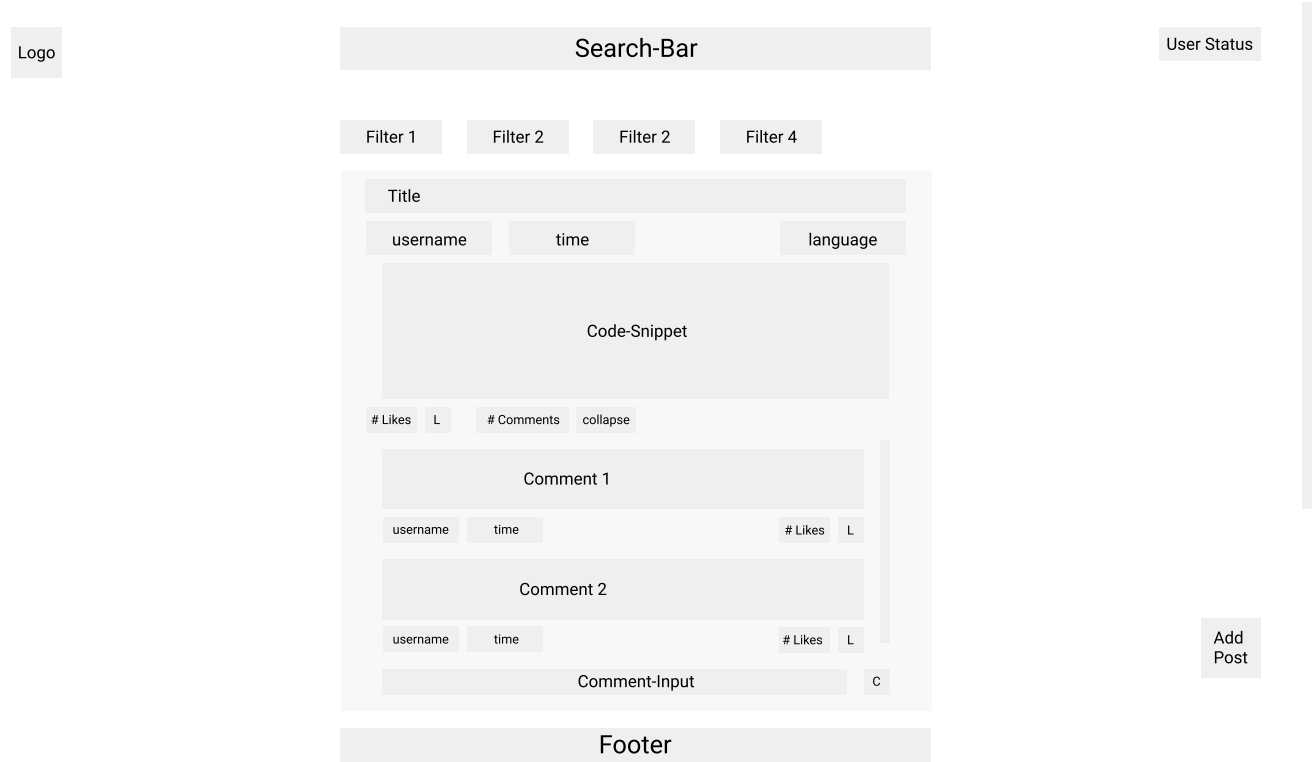 Logo
Search-Bar
User Status
Filter 1
Filter 2
Filter 2
Filter 4
Title
username
time
language
Code-Snippet
# Likes
L
# Comments
collapse
Comment 1
username
time
# Likes
L
Comment 2
username
time
# Likes
L
Add
Post
Comment-Input
C
Footer